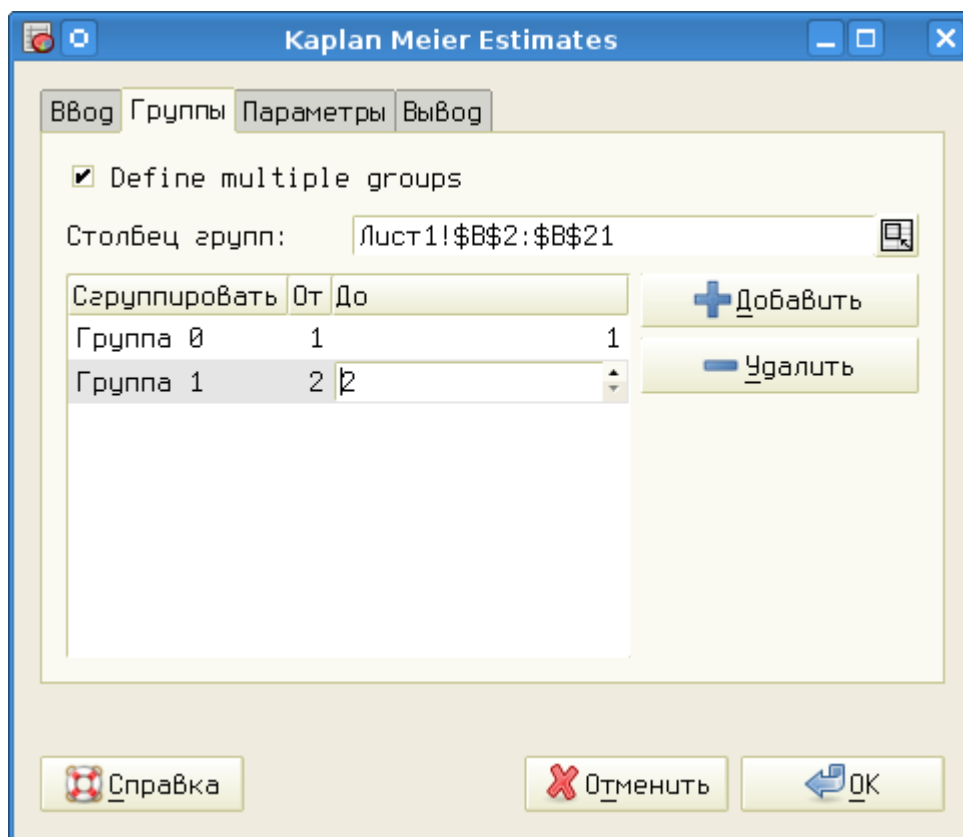 Kaplan Meier Estimates
Ввод Группы Параметры Вывод
Define multiple groups
Столбец групп: Лист1!$B$2:$B$21
Сгруппировать От До
Добавить
Группа 0 1 1
Группа 1 2 2
Удалить
Справка Отменить OK